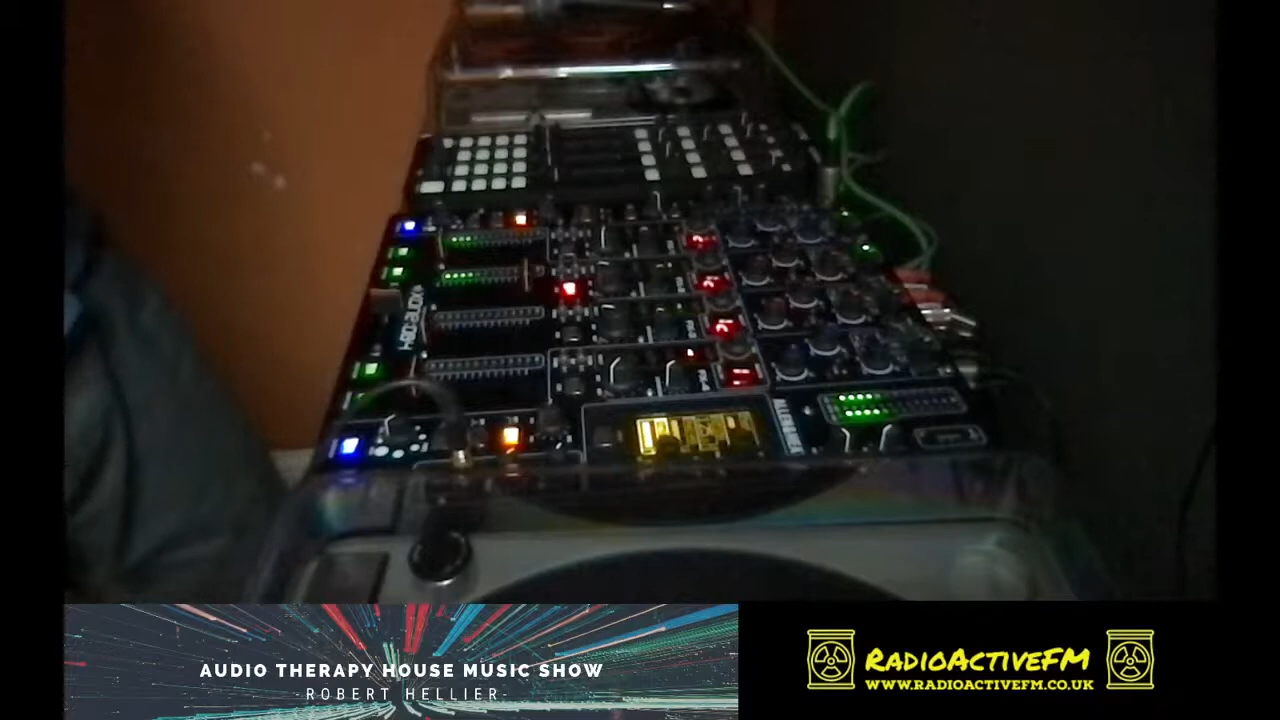 AUDIO THERAPY HOUSE MUSIC SHOW
-ROBERT HELLIER-
RADIOACTIVEFM
WWW.RADIOACTIVEFM.CO.UK